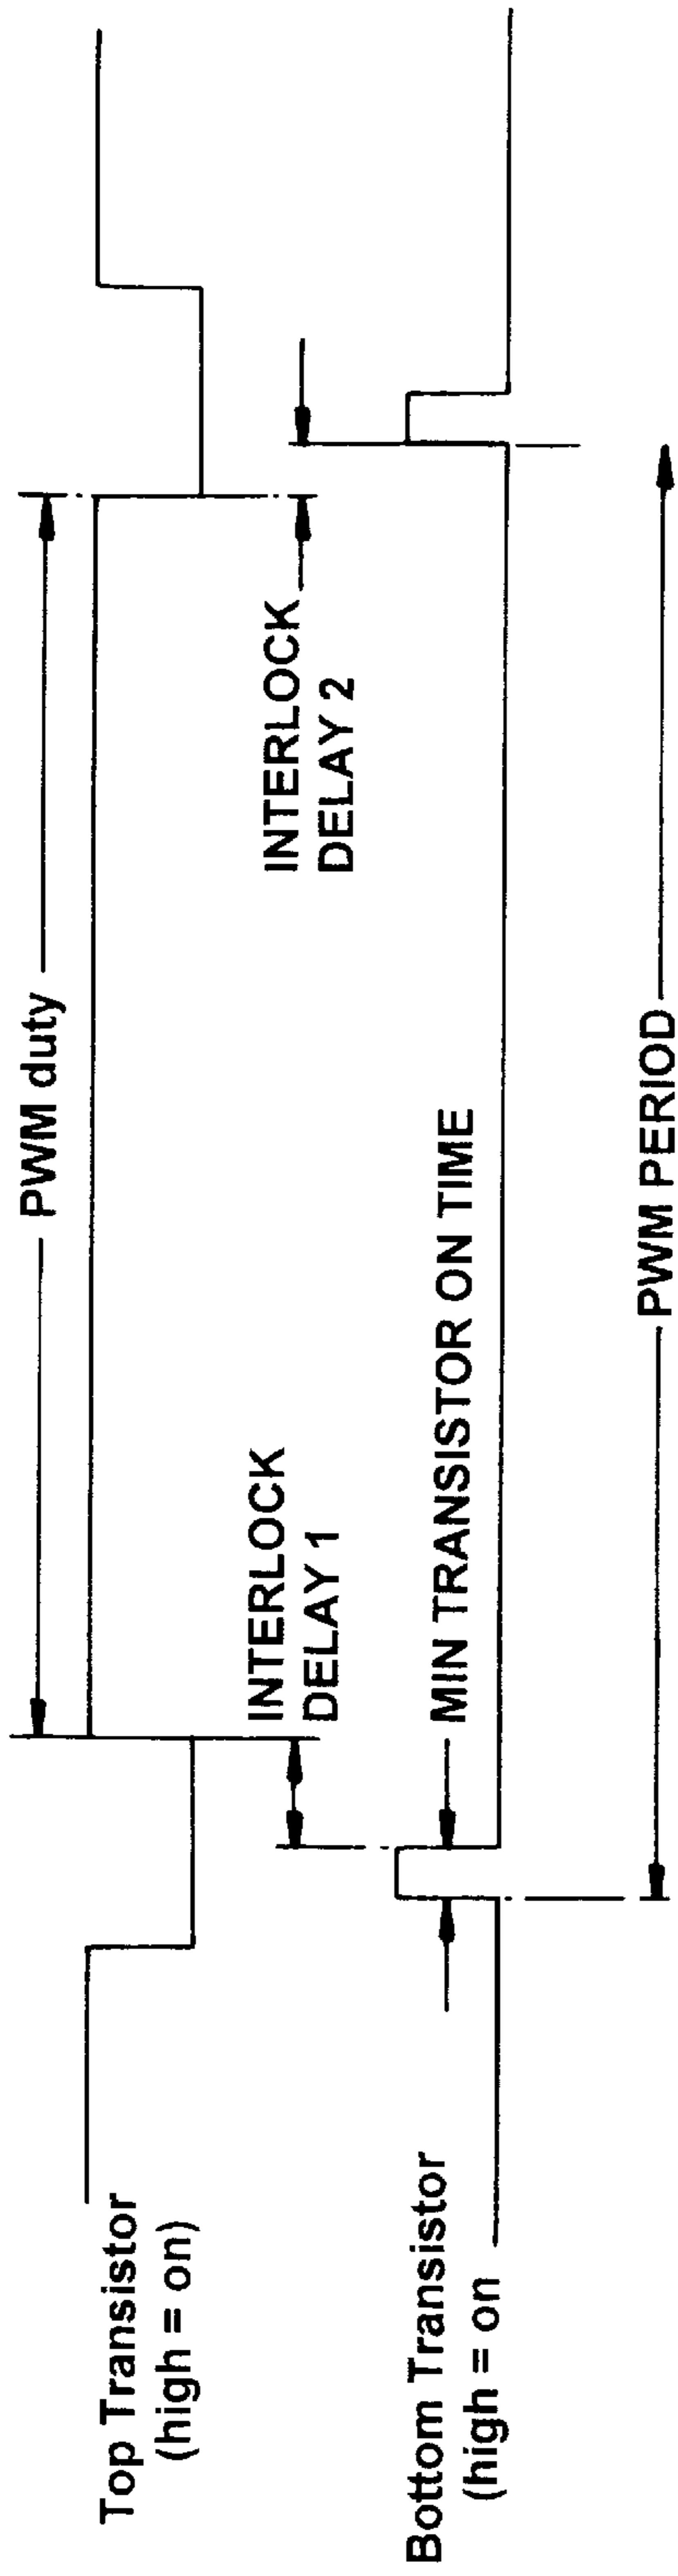 PWM duty
Top Transistor
(high = on)
INTERLOCK
DELAY 1
INTERLOCK
DELAY 2
Bottom Transistor
(high = on
MIN TRANSISTOR ON TIME
PWM PERIOD